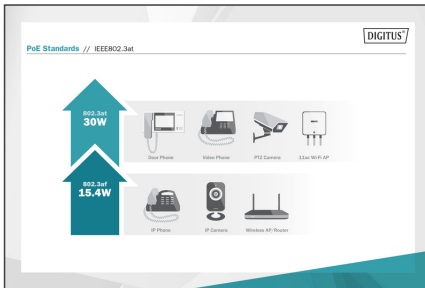 DIGITUS®
PoE Standards // IEEE802.3at
802.3at
30W
Door Phone Video Phone PTZ Camera 11ac Wi-Fi AP
802.3af
15.4W
IP Phone IP Camera Wireless AP/Router